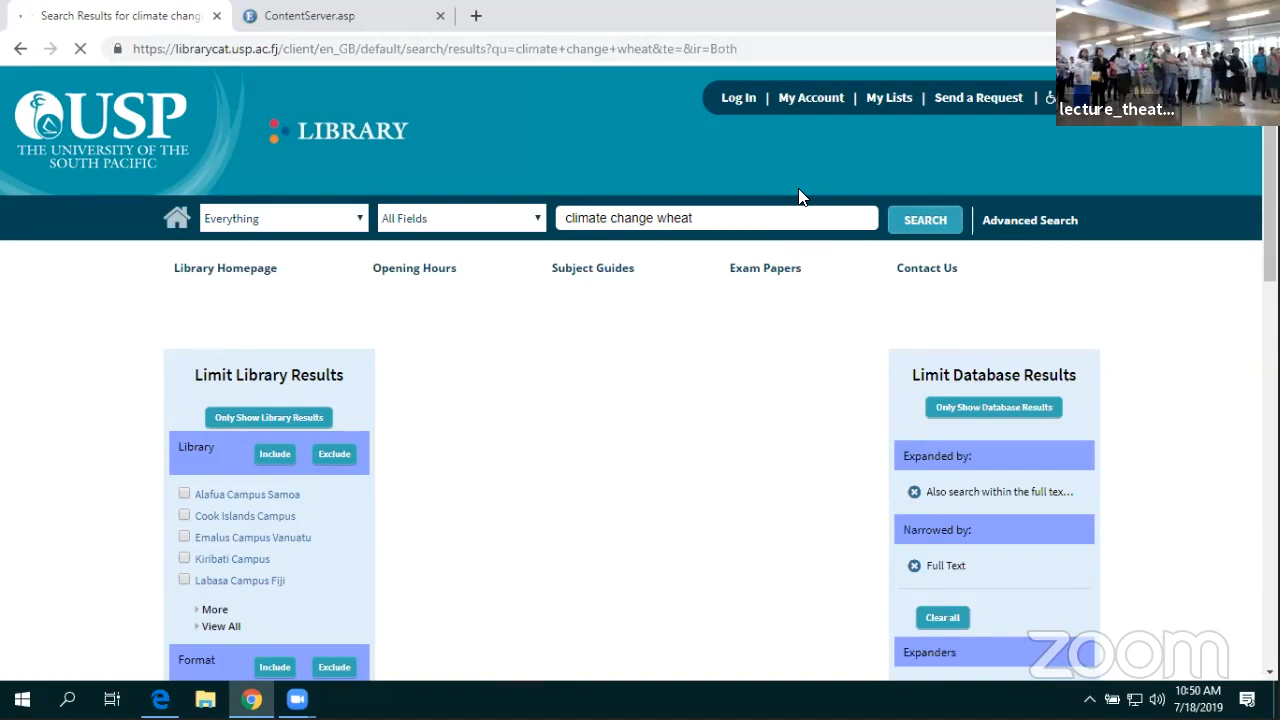 Search Results for climate chang
ContentServer.asp
https://librarycat.usp.ac.fj/client/en_GB/default/search/results?qu=climate+change+wheat&te=&ir=Both
lecture_theat...
Log In | My Account | My Lists | Send a Request |
USP
THE UNIVERSITY OF THE
SOUTH PACIFIC
LIBRARY
Everything
All Fields
climate change wheat
SEARCH
Advanced Search
Library Homepage
Opening Hours
Subject Guides
Exam Papers
Contact Us
Limit Library Results
Only Show Library Results
Library
Include
Exclude
Alafua Campus Samoa
Cook Islands Campus
Emalus Campus Vanuatu
Kiribati Campus
Labasa Campus Fiji
More
View All
Format
Include
Exclude
Limit Database Results
Only Show Database Results
Expanded by:
Also search within the full tex...
Narrowed by:
Full Text
Clear all
Expanders
zoom
10:50 AM
7/18/2019